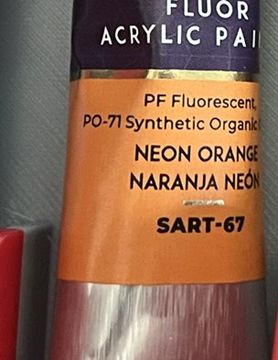 FLUOR
ACRYLIC PAI
PF Fluorescent,
PO-71 Synthetic Organic
NEON ORANGE
NARANJA NEÓN
SART-67